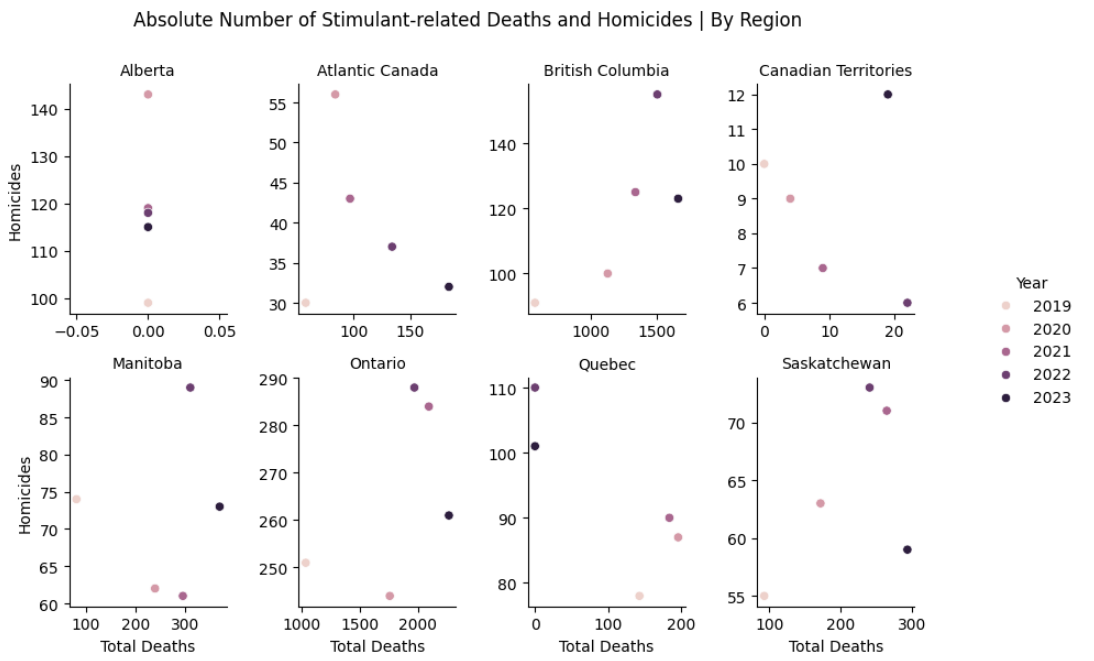 Absolute Number of Stimulant-related Deaths and Homicides | By Region
Alberta
Homicides
140
130
120
110
100
−0.05 0.00 0.05
Atlantic Canada
55
50
45
40
35
30
100 150
British Columbia
140
120
100
1000 1500
Canadian Territories
12
11
10
9
8
7
6
0 10 20
Year
2019
2020
2021
2022
2023
Manitoba
Homicides
90
85
80
75
70
65
60
100 200 300
Total Deaths
Ontario
290
280
270
260
250
1000 1500 2000
Total Deaths
Quebec
110
100
90
80
0 100 200
Total Deaths
Saskatchewan
70
65
60
55
100 200 300
Total Deaths